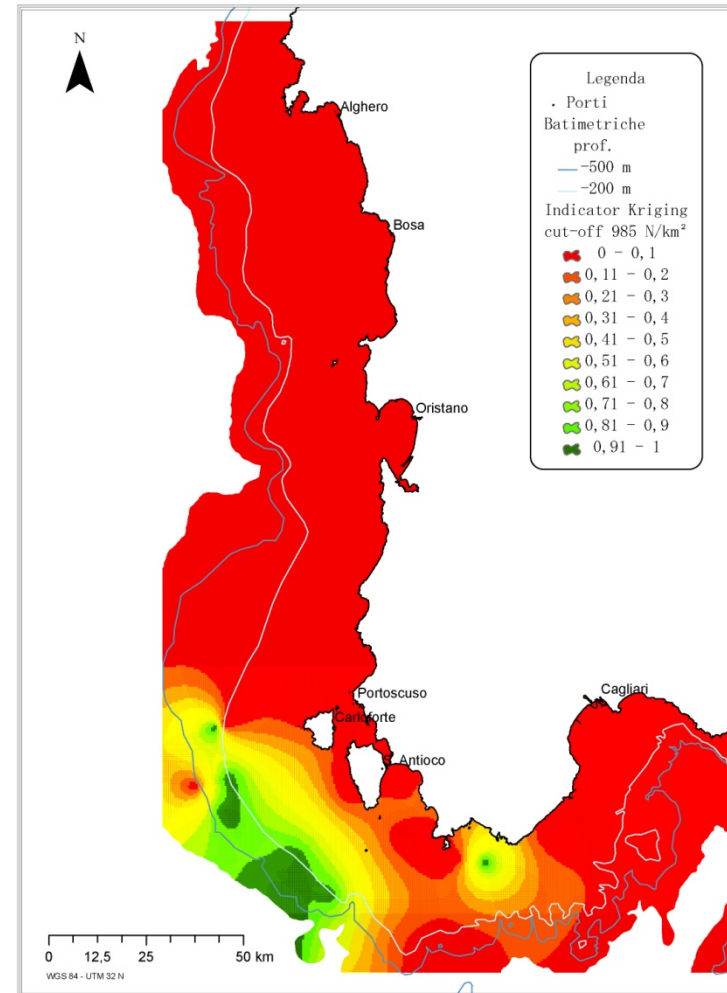 N
Legenda
. Porti
Batimetriche
prof.
-500 m
-200 m
Indicator Kriging
cut-off 985 N/km²
0 - 0,1
0,11 - 0,2
0,21 - 0,3
0,31 - 0,4
0,41 - 0,5
0,51 - 0,6
0,61 - 0,7
0,71 - 0,8
0,81 - 0,9
0,91 - 1
Alghero
Bosa
Oristano
Portoscuso
Carloforte
Cagliari
Antioco
0 12,5 25 50 km
WGS 84 - UTM 32 N